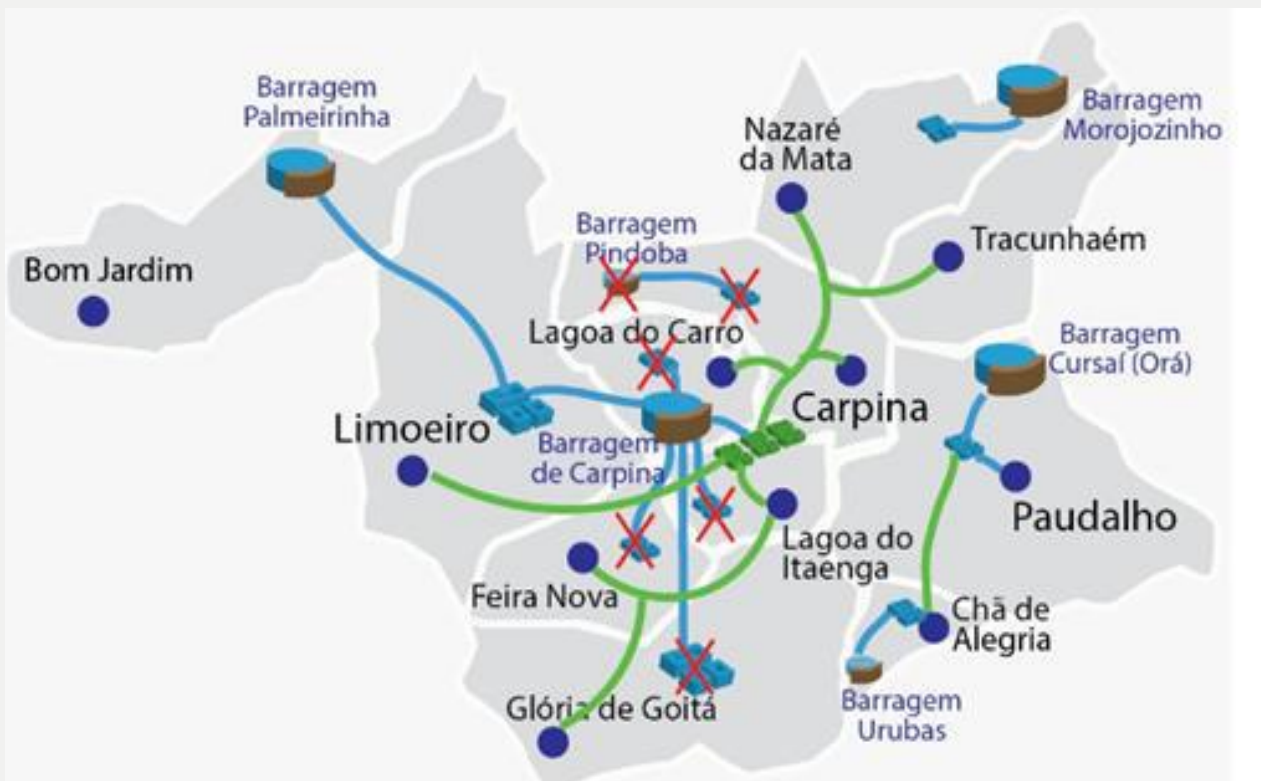 Barragem
Palmeirinha
Barragem
Morojozinho
Nazaré
da Mata
Barragem
Pindoba
Tracunhaém
Bom Jardim
Lagoa do Carro
Barragem
Cursaí (Orá)
Carpina
Limoeiro
Barragem
de Carpina
Paudalho
Lagoa do
Itaenga
Feira Nova
Chã de
Alegria
Glória de Goitá
Barragem
Urubas